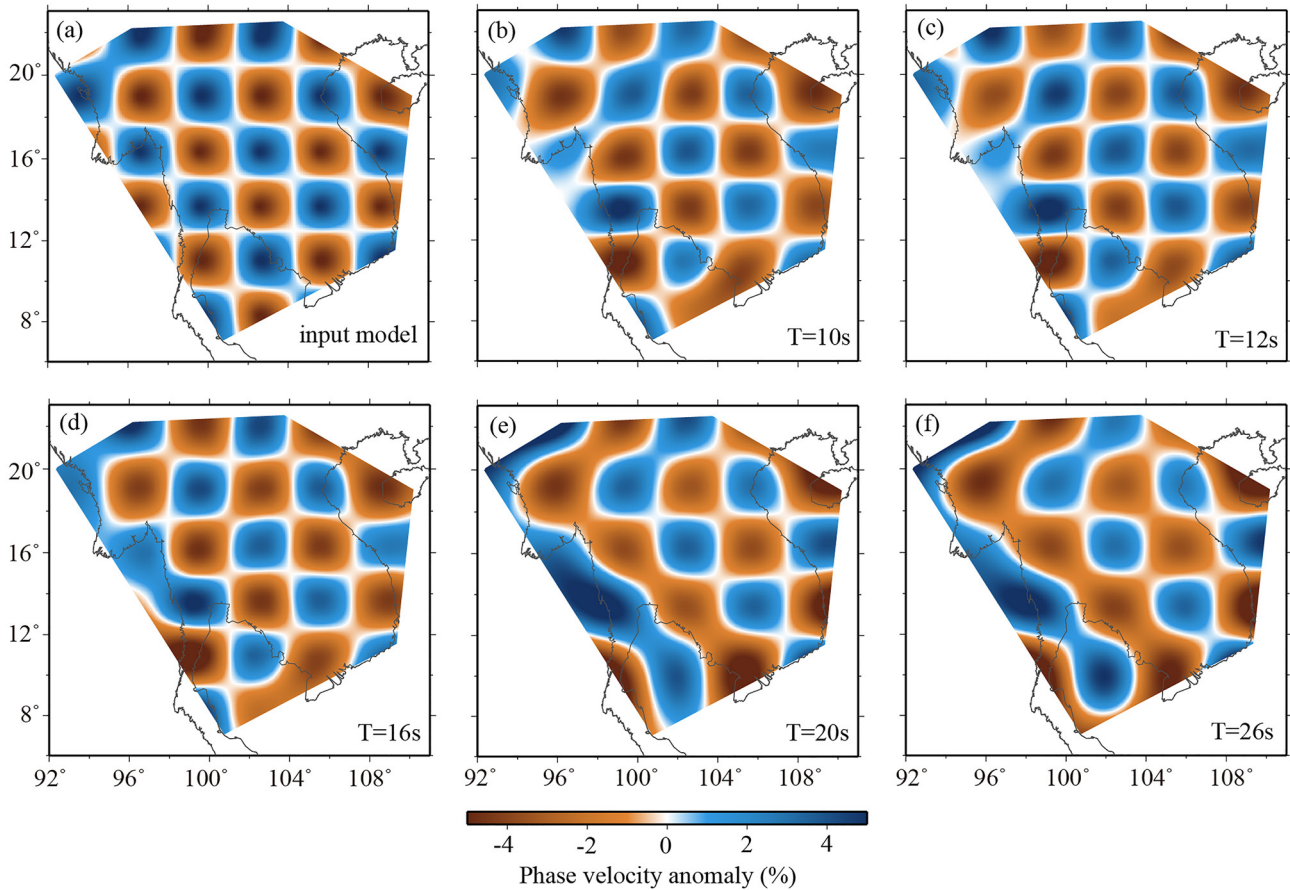 (a) (b) (c)
20°
16°
12°
8°
input model T=10s T=12s
(d) (e) (f)
20°
16°
12°
8°
T=16s T=20s T=26s
92° 96° 100° 104° 108° 92° 96° 100° 104° 108° 92° 96° 100° 104° 108°
-4 -2 0 2 4
Phase velocity anomaly (%)